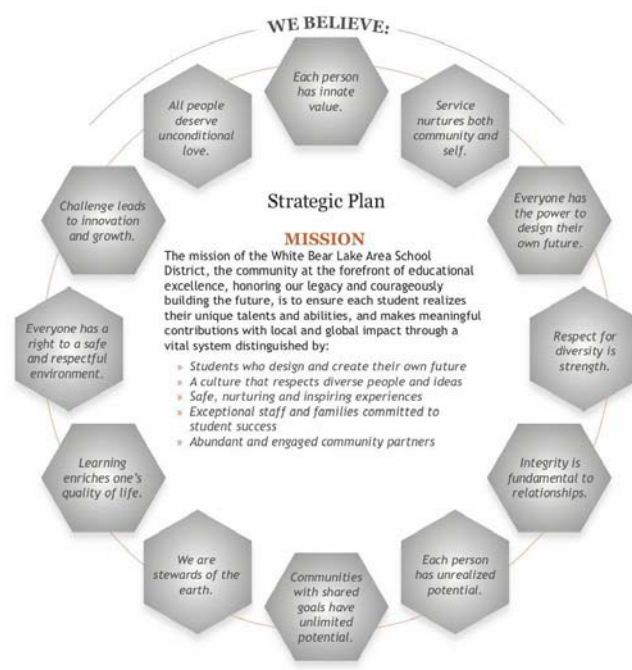 WE BELIEVE:
Each person
has innate
value.
Service
nurtures both
community and
self.
Everyone has
the power to
design their
own future.
Respect for
diversity is
strength.
Integrity is
fundamental to
relationships.
Each person
has unrealized
potential.
Communities
with shared
goals have
unlimited
potential.
We are
stewards of the
earth.
Learning
enriches one's
quality of life.
Everyone has a
right to a safe
and respectful
environment.
Challenge leads
to innovation
and growth.
All people
deserve
unconditional
love.
Strategic Plan
MISSION
The mission of the White Bear Lake Area School
District, the community at the forefront of educational
excellence, honoring our legacy and courageously
building the future, is to ensure each student realizes
their unique talents and abilities, and makes meaningful
contributions with local and global impact through a
vital system distinguished by:
» Students who design and create their own future
» A culture that respects diverse people and ideas
» Safe, nurturing and inspiring experiences
» Exceptional staff and families committed to
student success
» Abundant and engaged community partners